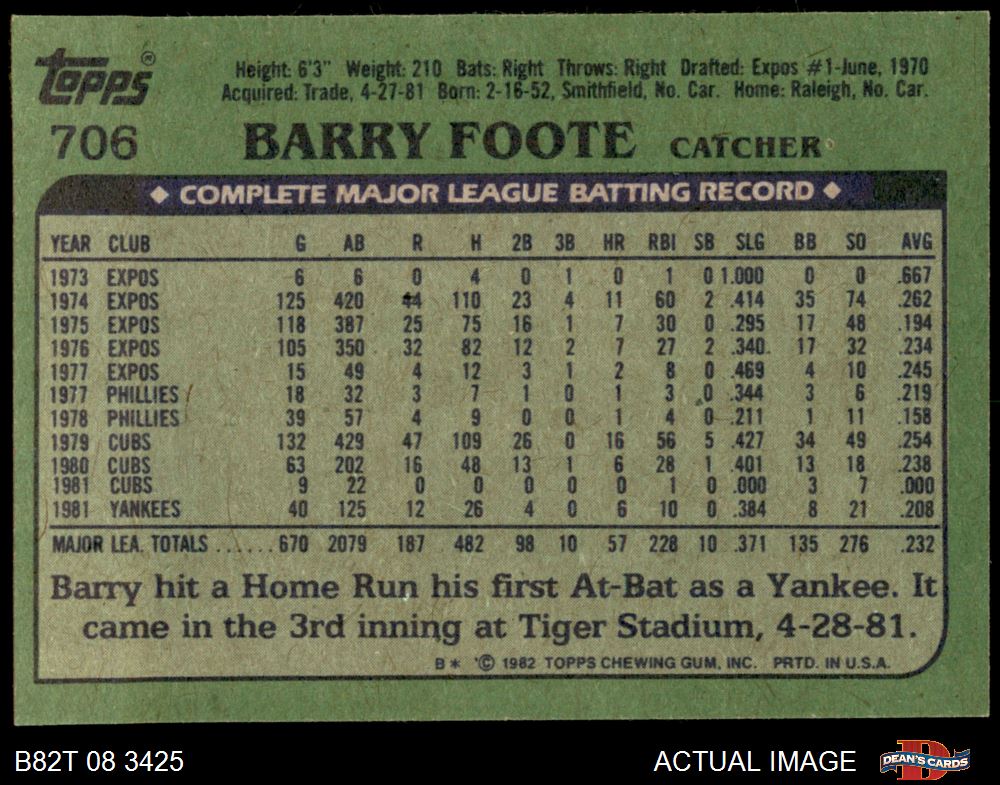 Topps®
Height: 6'3" Weight: 210 Bats: Right Throws: Right Drafted: Expos #1-June, 1970
Acquired: Trade, 4-27-81 Born: 2-16-52, Smithfield, No. Car. Home: Raleigh, No. Car.
706 BARRY FOOTE CATCHER
◆ COMPLETE MAJOR LEAGUE BATTING RECORD ◆
YEAR CLUB G AB R H 2B 3B HR RBI SB SLG BB SO AVG
1973 EXPOS 6 6 0 4 0 1 0 1 0 1.000 0 0 .667
1974 EXPOS 125 420 44 110 23 4 11 60 2 .414 35 74 .262
1975 EXPOS 118 387 25 75 16 1 7 30 0 .295 17 48 .194
1976 EXPOS 105 350 32 82 12 2 7 27 2 .340 17 32 .234
1977 EXPOS 15 49 4 12 3 1 2 8 0 .469 4 10 .245
1977 PHILLIES 18 32 3 7 1 0 1 3 0 .344 3 6 .219
1978 PHILLIES 39 57 4 9 0 0 1 4 0 .211 1 11 .158
1979 CUBS 132 429 47 109 26 0 16 56 5 .427 34 49 .254
1980 CUBS 63 202 16 48 13 1 6 28 1 .401 13 18 .238
1981 CUBS 9 22 0 0 0 0 0 1 0 .000 3 7 .000
1981 YANKEES 40 125 12 26 4 0 6 10 0 .384 8 21 .208
MAJOR LEA. TOTALS ...... 670 2079 187 482 98 10 57 228 10 .371 135 276 .232
Barry hit a Home Run his first At-Bat as a Yankee. It
came in the 3rd inning at Tiger Stadium, 4-28-81.
B* © 1982 TOPPS CHEWING GUM, INC. PRTD. IN U.S.A.
B82T 08 3425 ACTUAL IMAGE DEAN'S CARDS